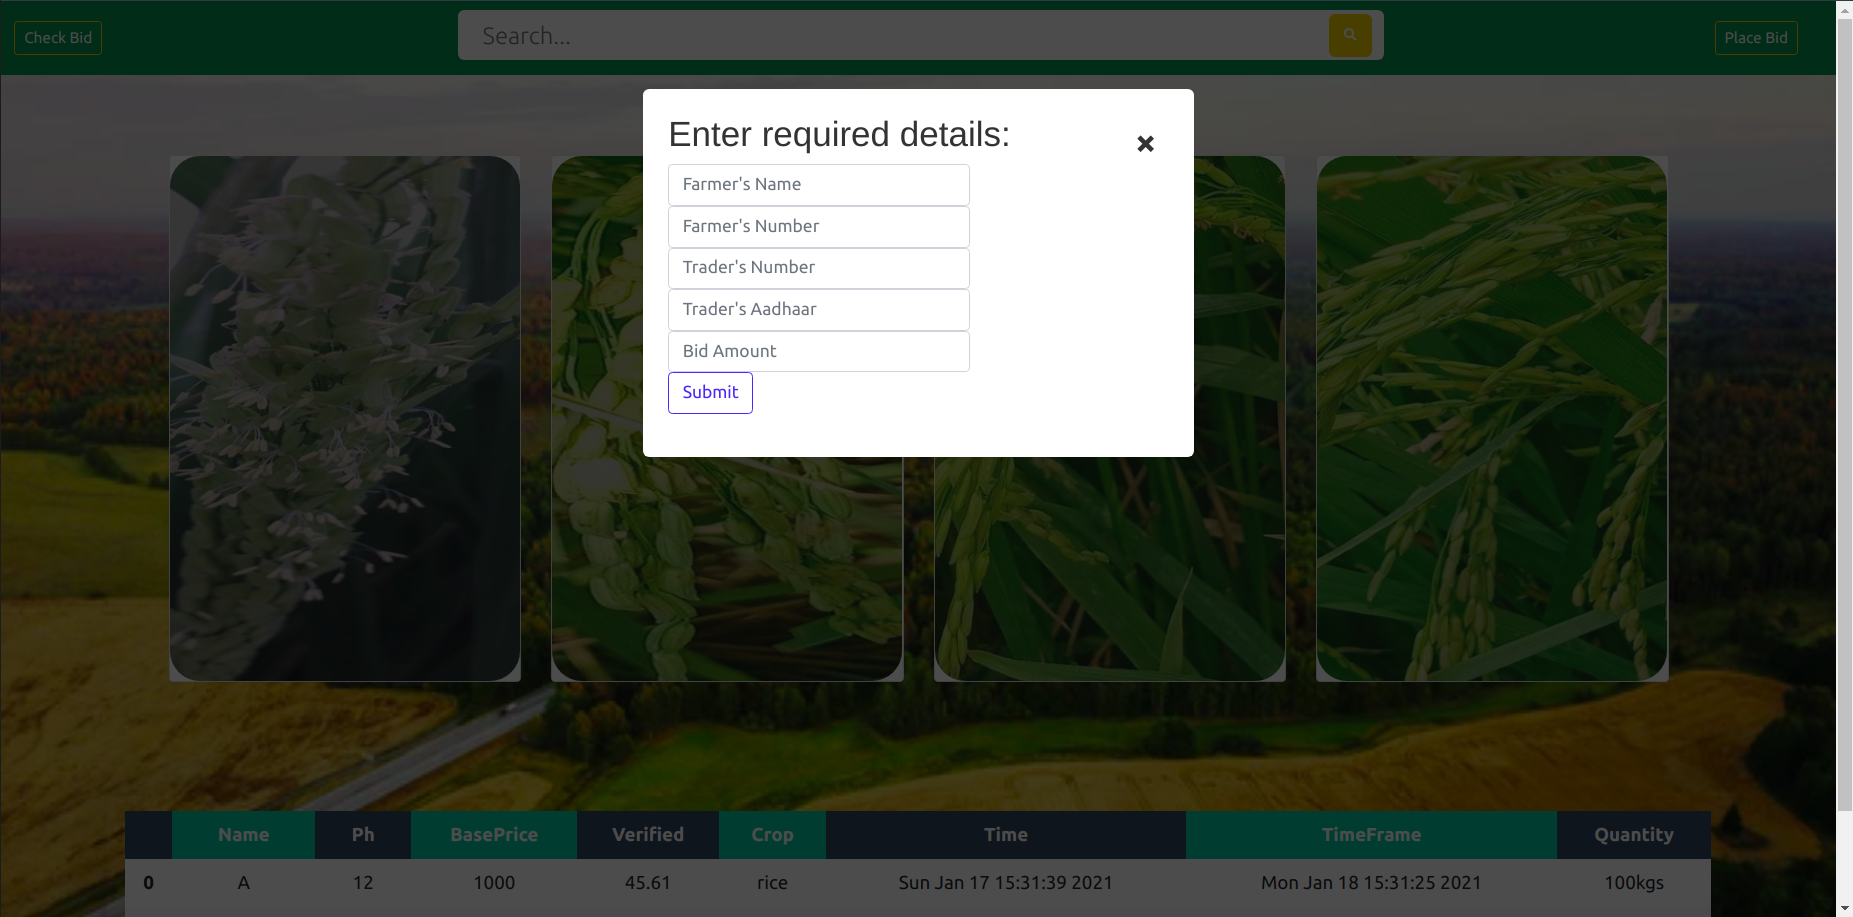 Check Bid Search... Place Bid
Enter required details: ×
Farmer's Name
Farmer's Number
Trader's Number
Trader's Aadhaar
Bid Amount
Submit
Name Ph BasePrice Verified Crop Time TimeFrame Quantity
0 A 12 1000 45.61 rice Sun Jan 17 15:31:39 2021 Mon Jan 18 15:31:25 2021 100kgs